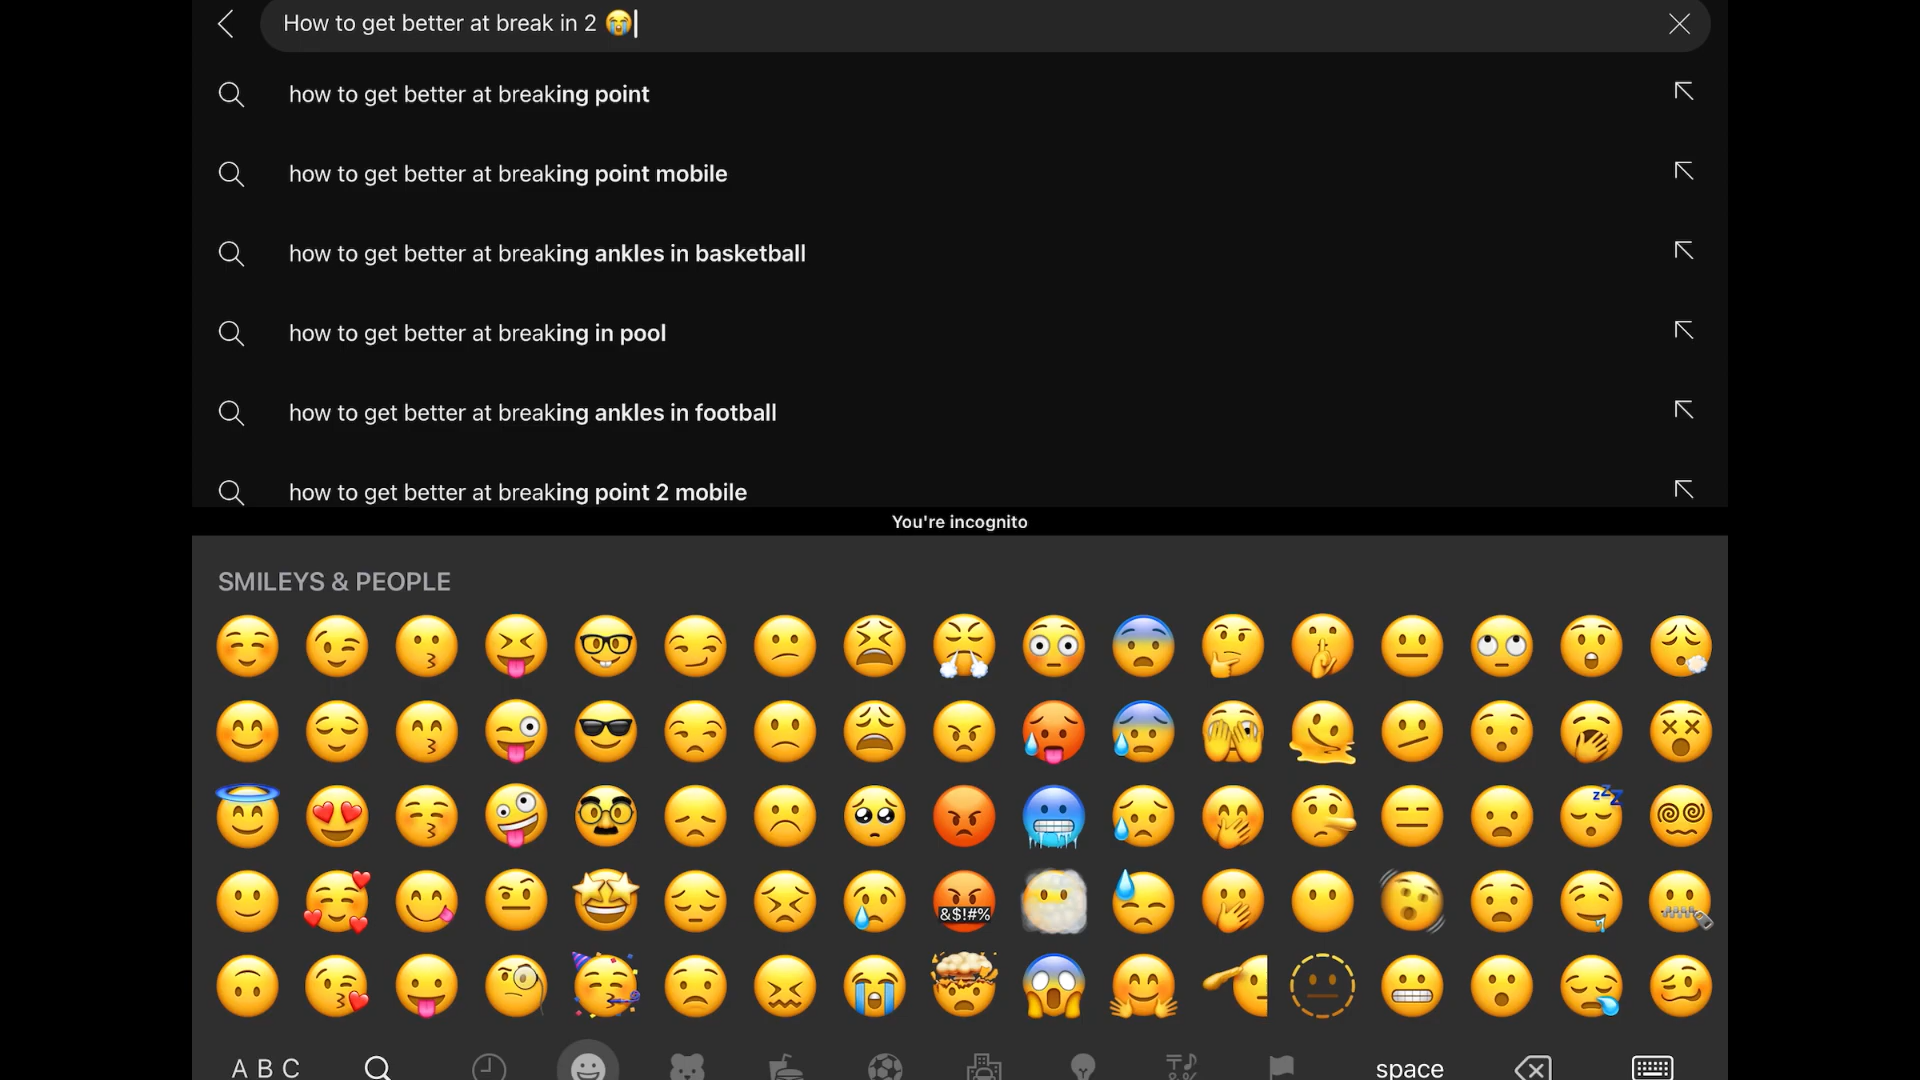 How to get better at break in 2 😭
how to get better at breaking point
how to get better at breaking point mobile
how to get better at breaking ankles in basketball
how to get better at breaking in pool
how to get better at breaking ankles in football
how to get better at breaking point 2 mobile
You're incognito
SMILEYS & PEOPLE
&$!#%
zzZ
ABC
space